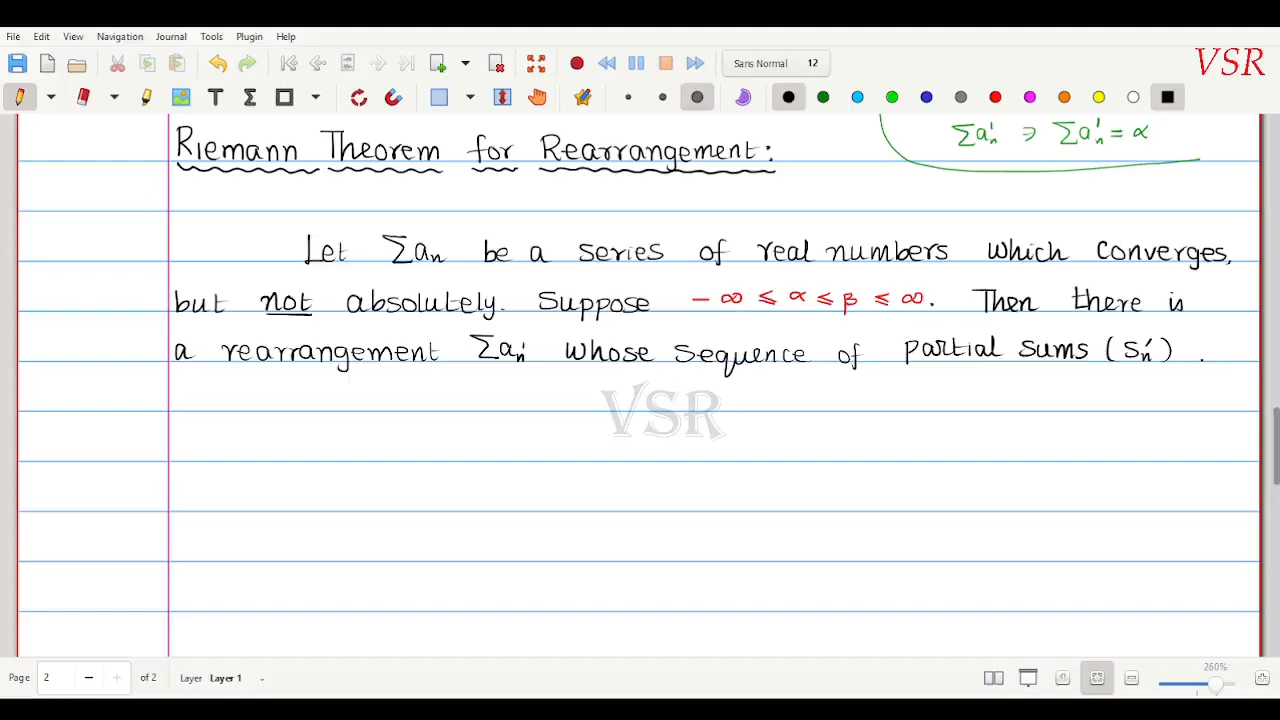 File Edit View Navigation Journal Tools Plugin Help
VSR
Sans Normal 12
Σa'ₙ ∋ Σa'ₙ = α
Riemann Theorem for Rearrangement:
Let Σaₙ be a series of real numbers which converges,
but not absolutely. Suppose - ∞ ≤ α ≤ β ≤ ∞. Then there is
a rearrangement Σa'ₙ whose sequence of partial sums (s'ₙ) .
VSR
Page 2 of 2 Layer Layer 1 260%